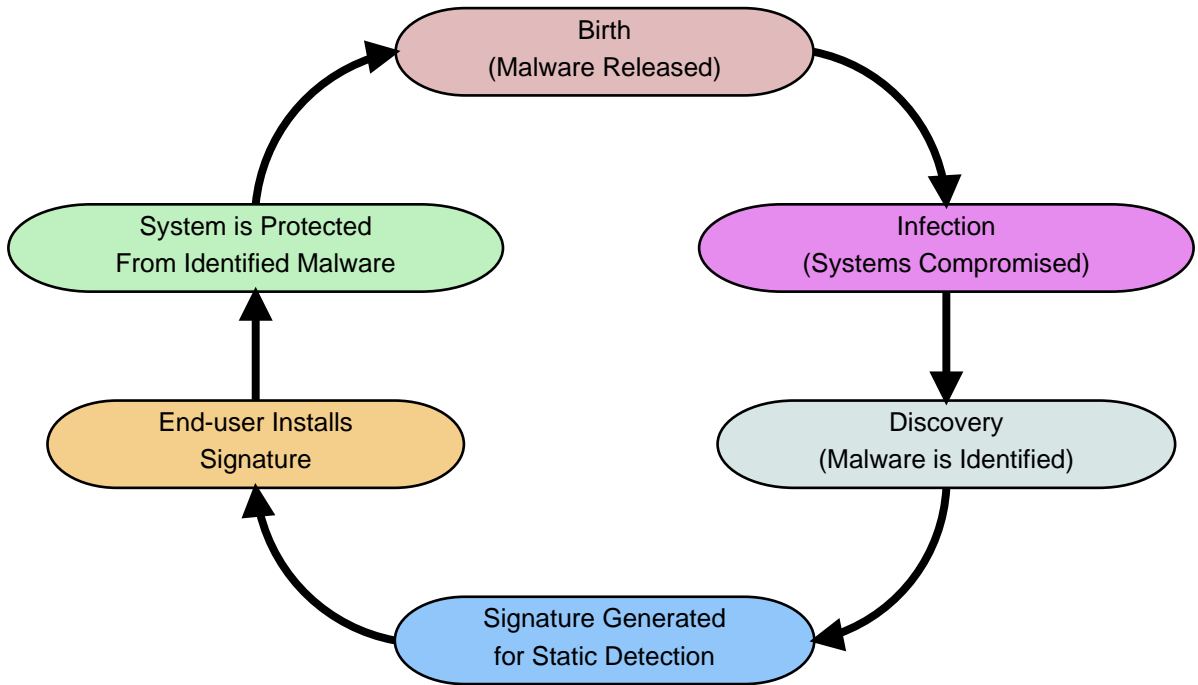 Birth
(Malware Released)
System is Protected
From Identified Malware
Infection
(Systems Compromised)
End-user Installs
Signature
Discovery
(Malware is Identified)
Signature Generated
for Static Detection